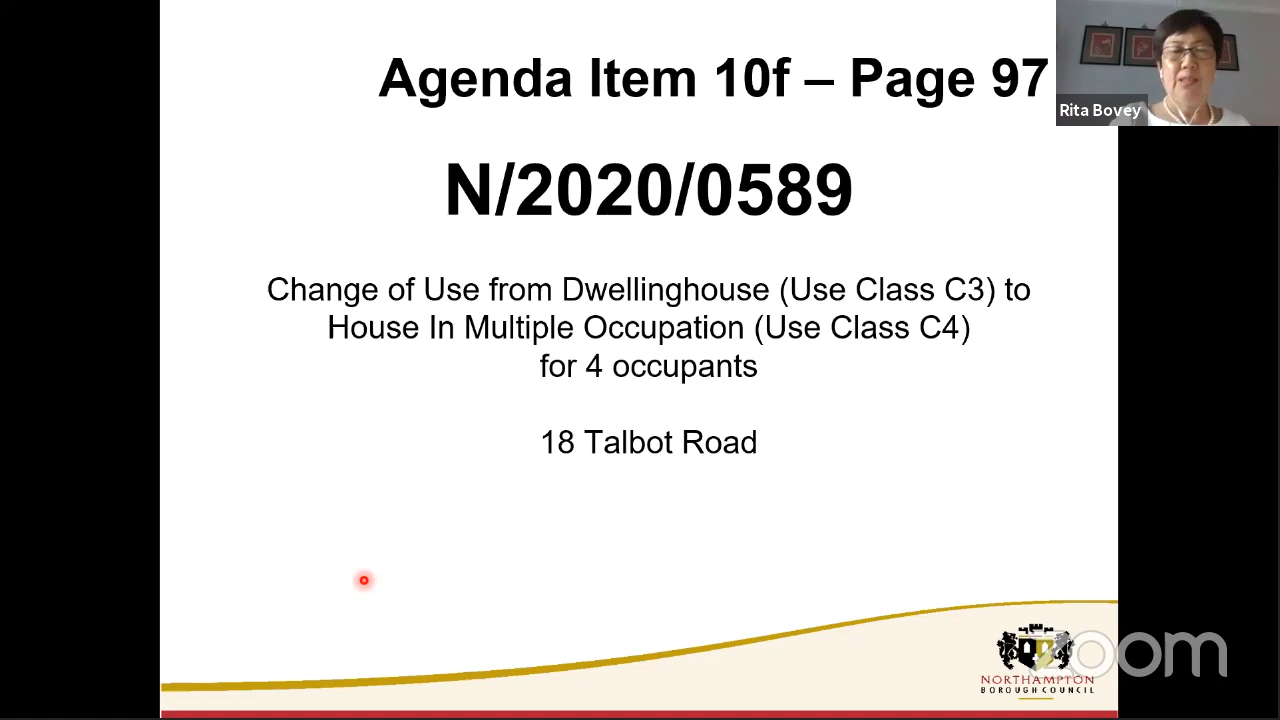 Agenda Item 10f – Page 97
Rita Bovey
N/2020/0589
Change of Use from Dwellinghouse (Use Class C3) to
House In Multiple Occupation (Use Class C4)
for 4 occupants
18 Talbot Road
zoom
NORTHAMPTON
BOROUGH COUNCIL